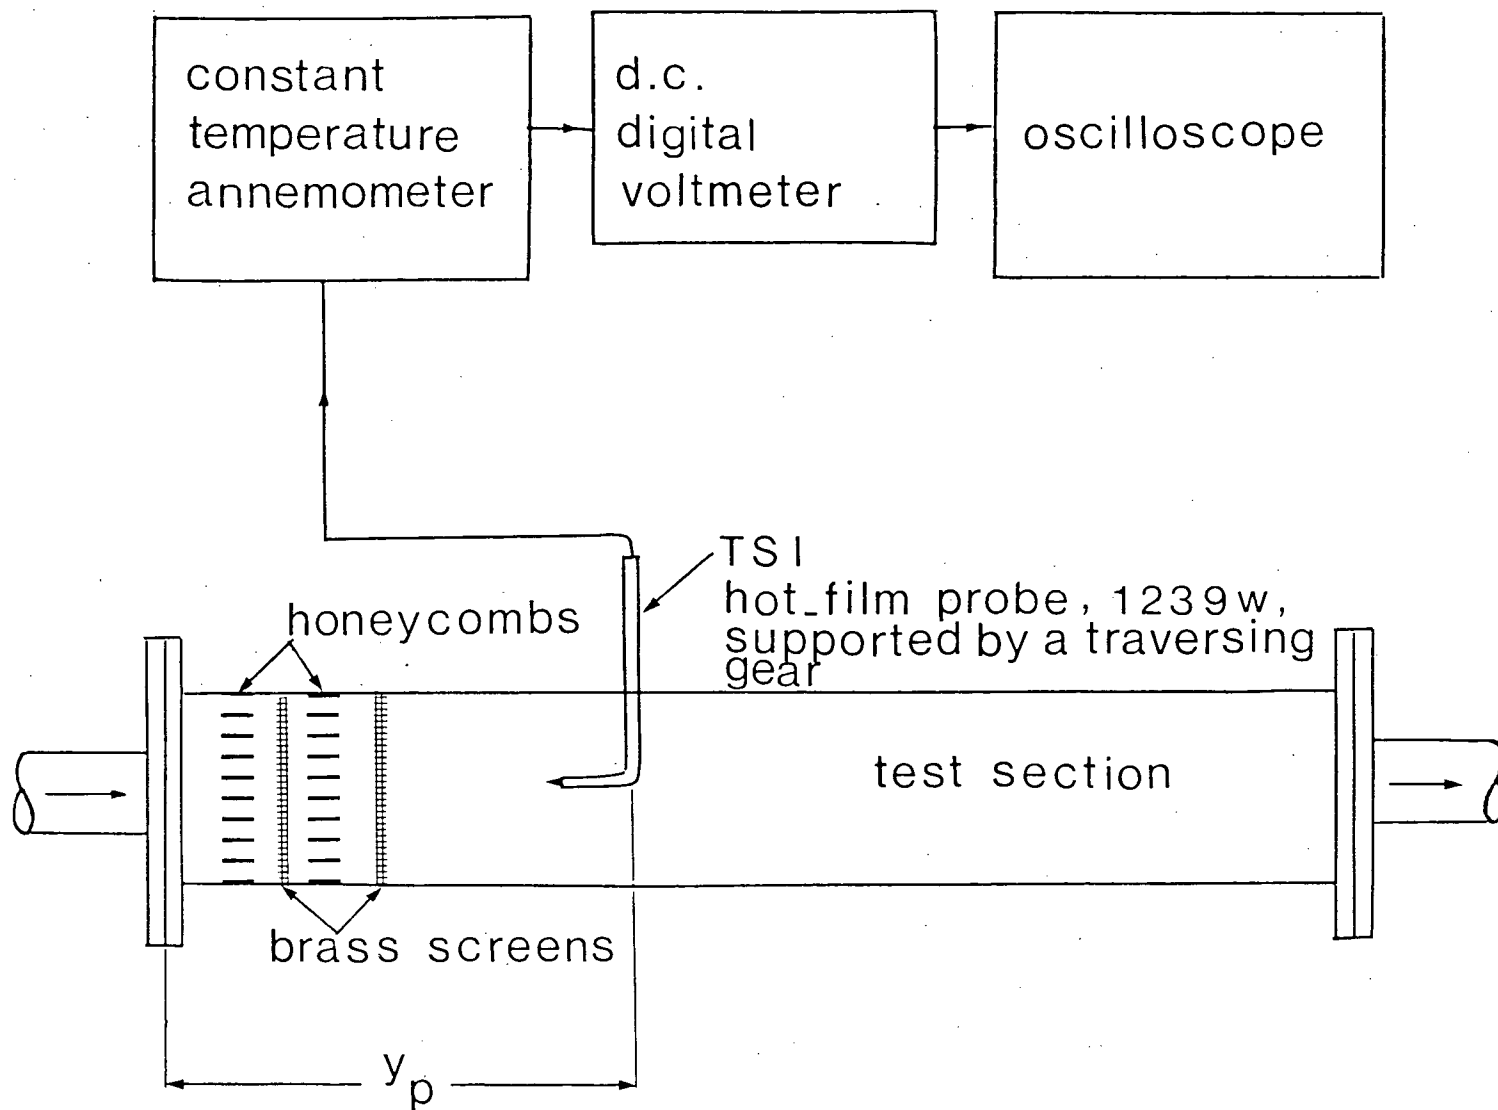 constant
temperature
annemometer
d.c.
digital
voltmeter
oscilloscope
TSI
hot_film probe, 1239w,
supported by a traversing
gear
honeycombs
test section
brass screens
yp